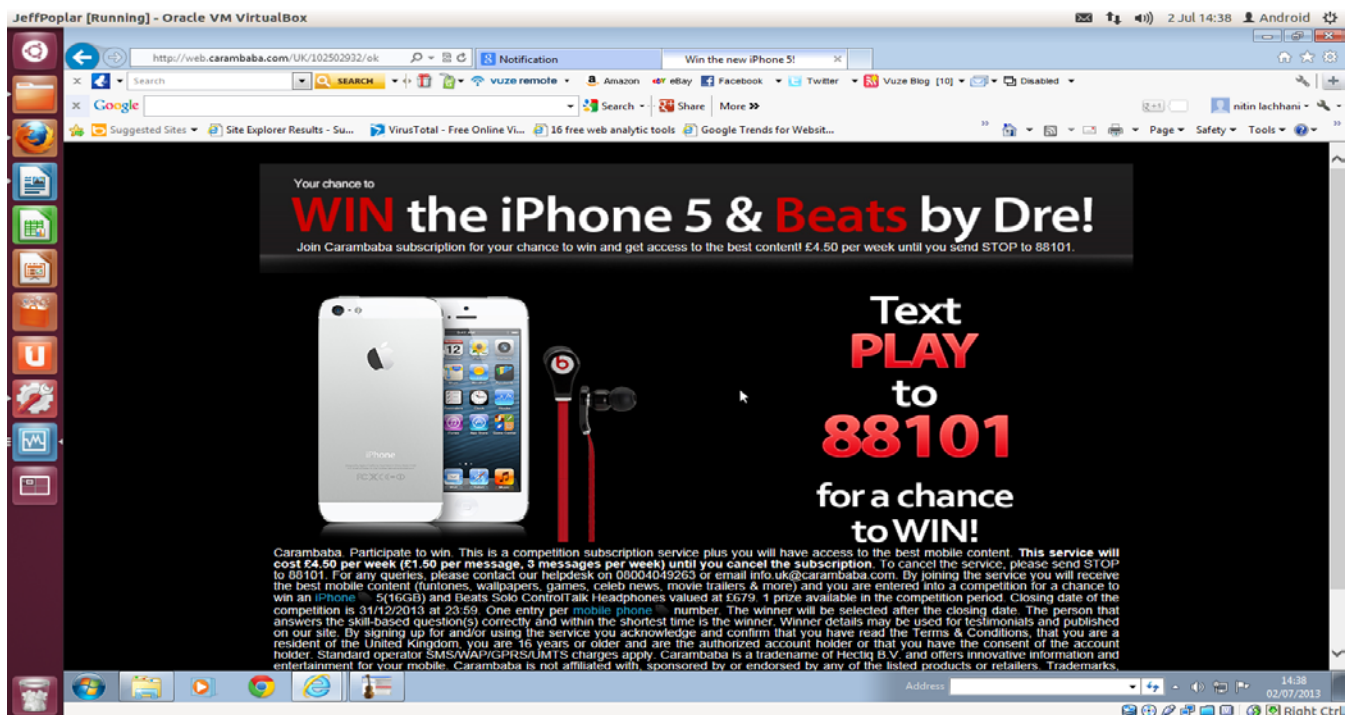 JeffPoplar [Running] - Oracle VM VirtualBox
2 Jul 14:38 Android
http://web.carambaba.com/UK/102502932/ok
Notification
Win the new iPhone 5!
Search
SEARCH
vuze remote
Amazon
eBay
Facebook
Twitter
Vuze Blog [10]
Disabled
Google
Search
Share
More
nitin lachhani
Suggested Sites
Site Explorer Results - Su...
VirusTotal - Free Online Vi...
16 free web analytic tools
Google Trends for Websit...
Page
Safety
Tools
Your chance to
WIN the iPhone 5 & Beats by Dre!
Join Carambaba subscription for your chance to win and get access to the best content! £4.50 per week until you send STOP to 88101.
iPhone
Text
PLAY
to
88101
for a chance
to WIN!
Carambaba. Participate to win. This is a competition subscription service plus you will have access to the best mobile content. This service will
cost £4.50 per week (£1.50 per message, 3 messages per week) until you cancel the subscription. To cancel the service, please send STOP
to 88101. For any queries, please contact our helpdesk on 08004049263 or email info.uk@carambaba.com. By joining the service you will receive
the best mobile content (funtones, wallpapers, games, celeb news, movie trailers & more) and you are entered into a competition for a chance to
win an iPhone 5(16GB) and Beats Solo ControlTalk Headphones valued at £679. 1 prize available in the competition period. Closing date of the
competition is 31/12/2013 at 23:59. One entry per mobile phone number. The winner will be selected after the closing date. The person that
answers the skill-based question(s) correctly and within the shortest time is the winner. Winner details may be used for testimonials and published
on our site. By signing up for and/or using the service you acknowledge and confirm that you have read the Terms & Conditions, that you are a
resident of the United Kingdom, you are 16 years or older and are the authorized account holder or that you have the consent of the account
holder. Standard operator SMS/WAP/GPRS/UMTS charges apply. Carambaba is a tradename of Hectiq B.V. and offers innovative information and
entertainment for your mobile. Carambaba is not affiliated with, sponsored by or endorsed by any of the listed products or retailers. Trademarks,
Address
14:38
02/07/2013
Right Ctrl